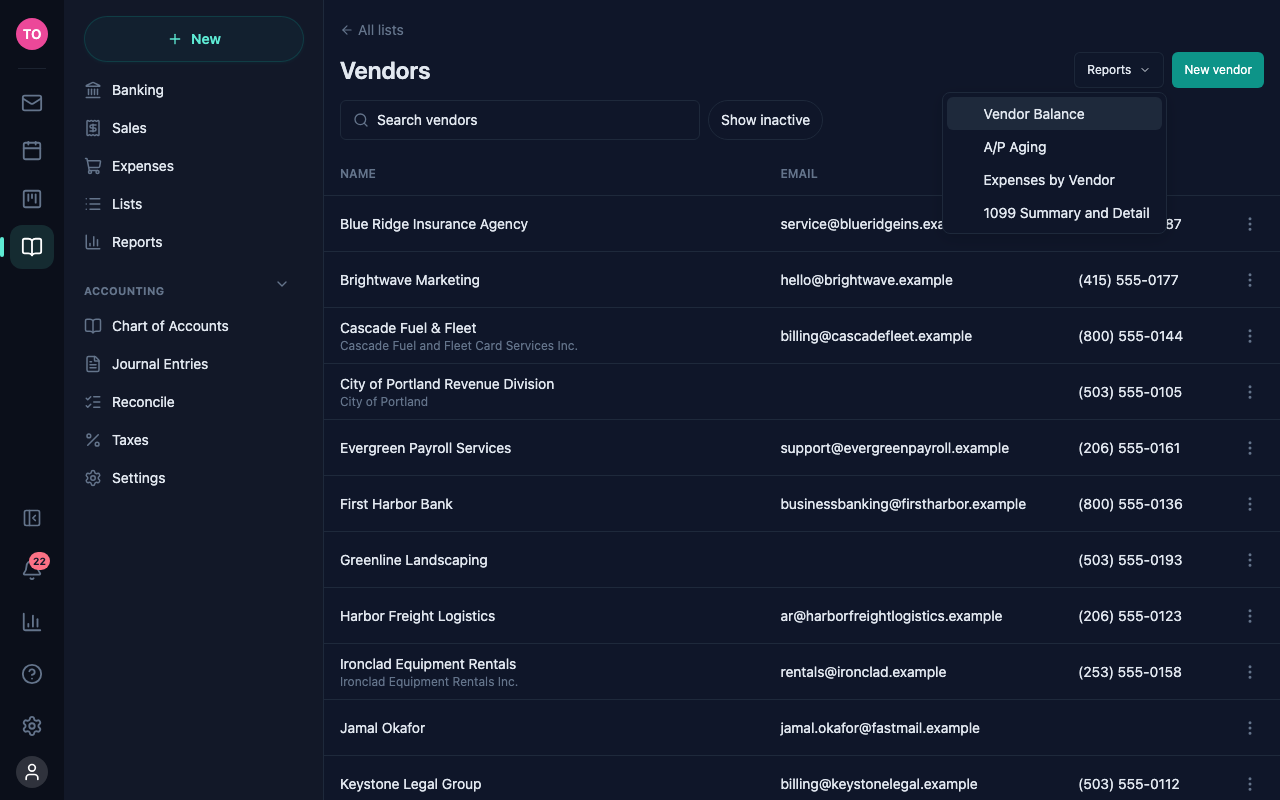 TO
New
Banking
Sales
Expenses
Lists
Reports
ACCOUNTING
Chart of Accounts
Journal Entries
Reconcile
Taxes
Settings
22
All lists
Vendors
Reports
New vendor
Search vendors
Show inactive
Vendor Balance
A/P Aging
Expenses by Vendor
1099 Summary and Detail
NAME EMAIL
Blue Ridge Insurance Agency service@blueridgeins.exa 87
Brightwave Marketing hello@brightwave.example (415) 555-0177
Cascade Fuel & Fleet billing@cascadefleet.example (800) 555-0144
Cascade Fuel and Fleet Card Services Inc.
City of Portland Revenue Division (503) 555-0105
City of Portland
Evergreen Payroll Services support@evergreenpayroll.example (206) 555-0161
First Harbor Bank businessbanking@firstharbor.example (800) 555-0136
Greenline Landscaping (503) 555-0193
Harbor Freight Logistics ar@harborfreightlogistics.example (206) 555-0123
Ironclad Equipment Rentals rentals@ironclad.example (253) 555-0158
Ironclad Equipment Rentals Inc.
Jamal Okafor jamal.okafor@fastmail.example
Keystone Legal Group billing@keystonelegal.example (503) 555-0112